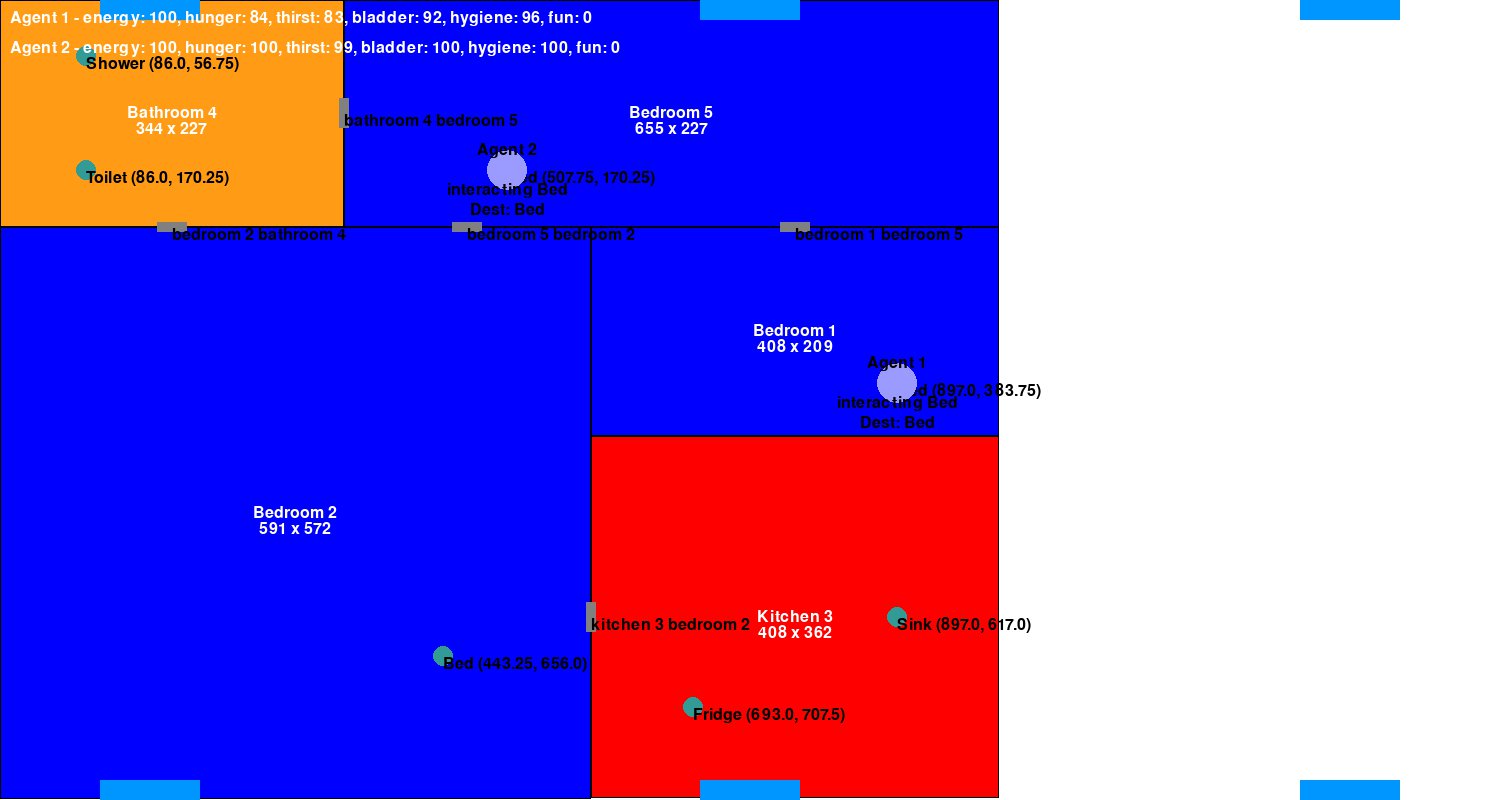 Agent 1 - energy: 100, hunger: 84, thirst: 83, bladder: 92, hygiene: 96, fun: 0
Agent 2 - energy: 100, hunger: 100, thirst: 99, bladder: 100, hygiene: 100, fun: 0
Shower (86.0, 56.75)
Bathroom 4
344 x 227
bathroom 4 bedroom 5
Bedroom 5
655 x 227
Toilet (86.0, 170.25)
Agent 2
d (507.75, 170.25)
interacting Bed
Dest: Bed
bedroom 2 bathroom 4
bedroom 5 bedroom 2
bedroom 1 bedroom 5
Bedroom 1
408 x 209
Agent 1
d (897.0, 383.75)
interacting Bed
Dest: Bed
Bedroom 2
591 x 572
kitchen 3 bedroom 2
Kitchen 3
408 x 362
Sink (897.0, 617.0)
Bed (443.25, 656.0)
Fridge (693.0, 707.5)